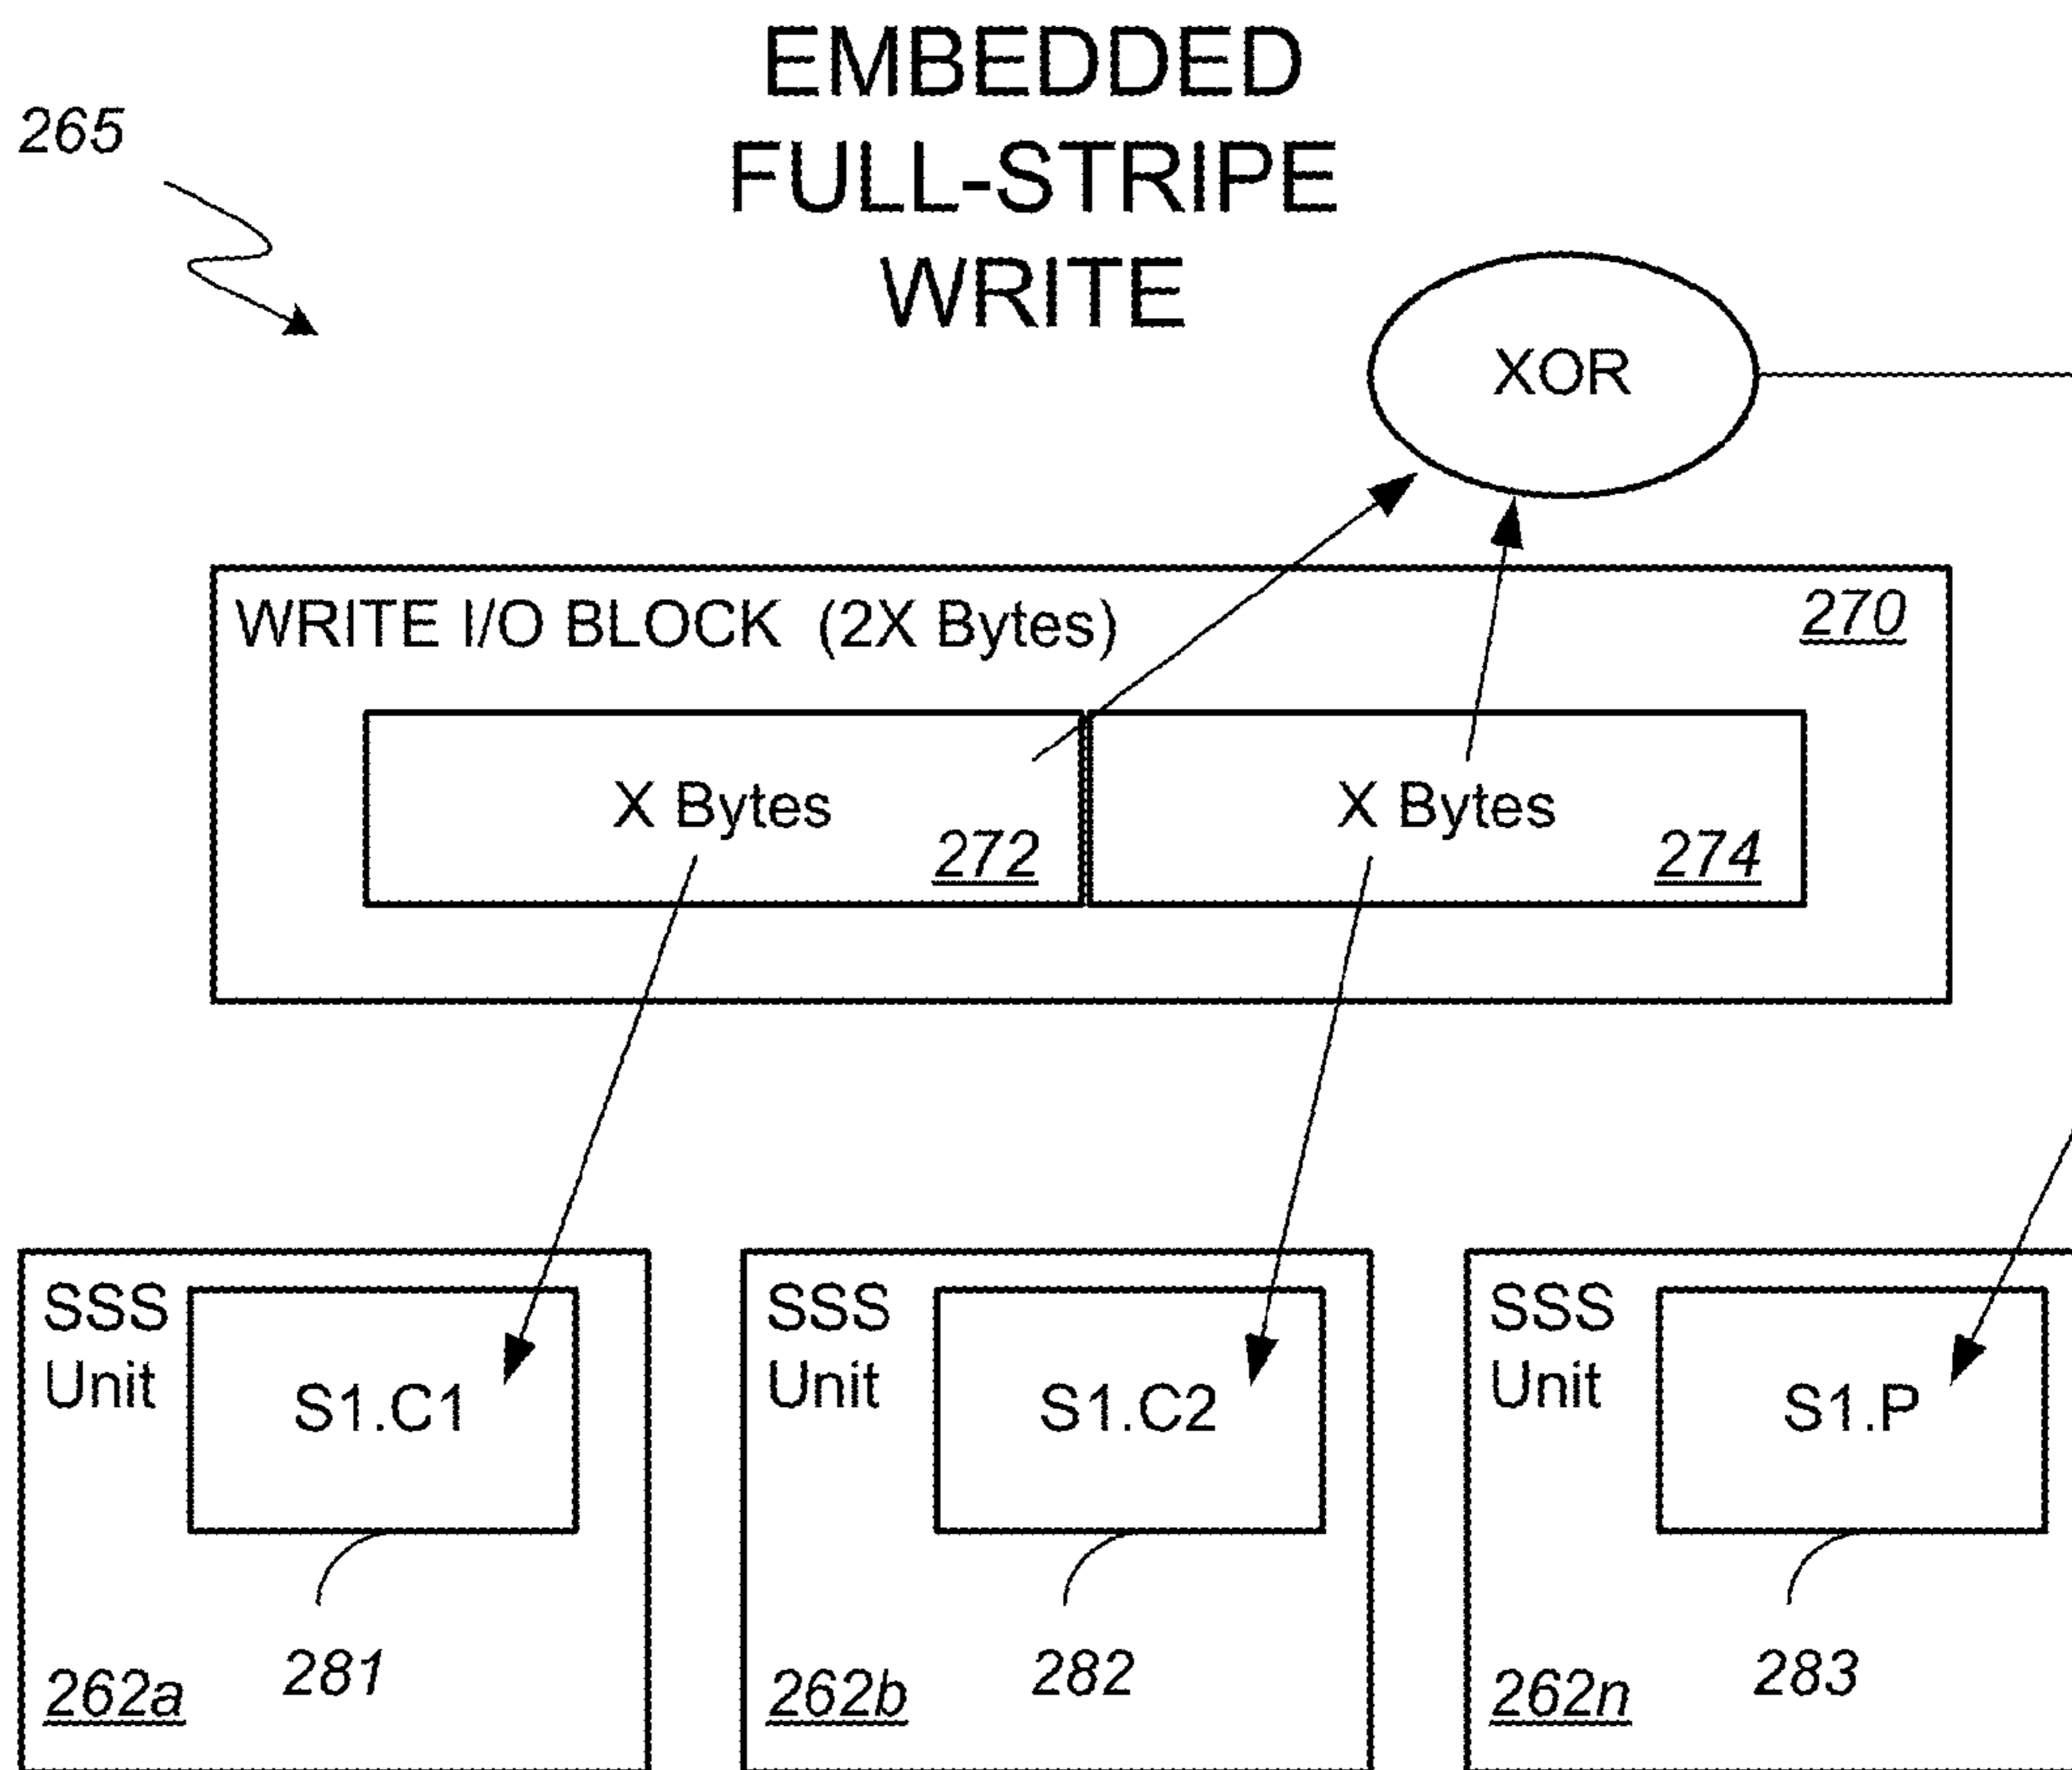 EMBEDDED
FULL-STRIPE
WRITE
265
XOR
WRITE I/O BLOCK (2X Bytes)
270
X Bytes
272
X Bytes
274
SSS
Unit
S1.C1
281
262a
SSS
Unit
S1.C2
282
262b
SSS
Unit
S1.P
283
262n